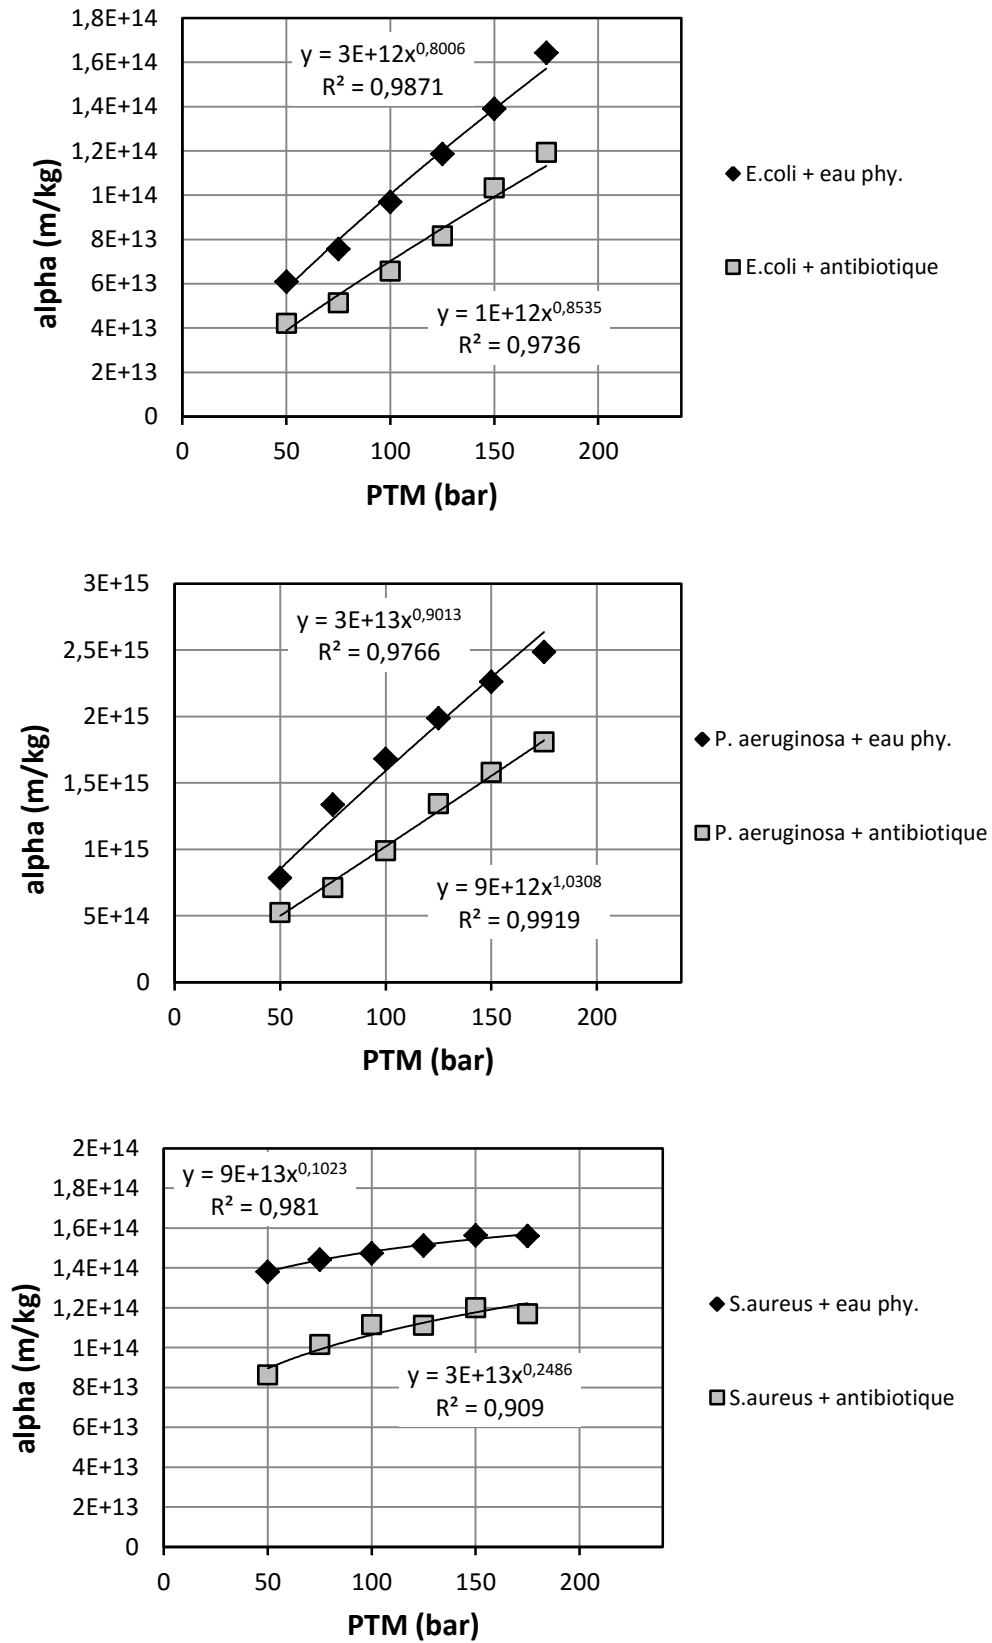 1,8E+14
1,6E+14
1,4E+14
1,2E+14
1E+14
8E+13
6E+13
4E+13
2E+13
0
alpha (m/kg)
y = 3E+12x^0,8006
R² = 0,9871
y = 1E+12x^0,8535
R² = 0,9736
0 50 100 150 200
PTM (bar)
E.coli + eau phy.
E.coli + antibiotique
3E+15
2,5E+15
2E+15
1,5E+15
1E+15
5E+14
0
alpha (m/kg)
y = 3E+13x^0,9013
R² = 0,9766
y = 9E+12x^1,0308
R² = 0,9919
0 50 100 150 200
PTM (bar)
P. aeruginosa + eau phy.
P. aeruginosa + antibiotique
2E+14
1,8E+14
1,6E+14
1,4E+14
1,2E+14
1E+14
8E+13
6E+13
4E+13
2E+13
0
alpha (m/kg)
y = 9E+13x^0,1023
R² = 0,981
y = 3E+13x^0,2486
R² = 0,909
0 50 100 150 200
PTM (bar)
S.aureus + eau phy.
S.aureus + antibiotique